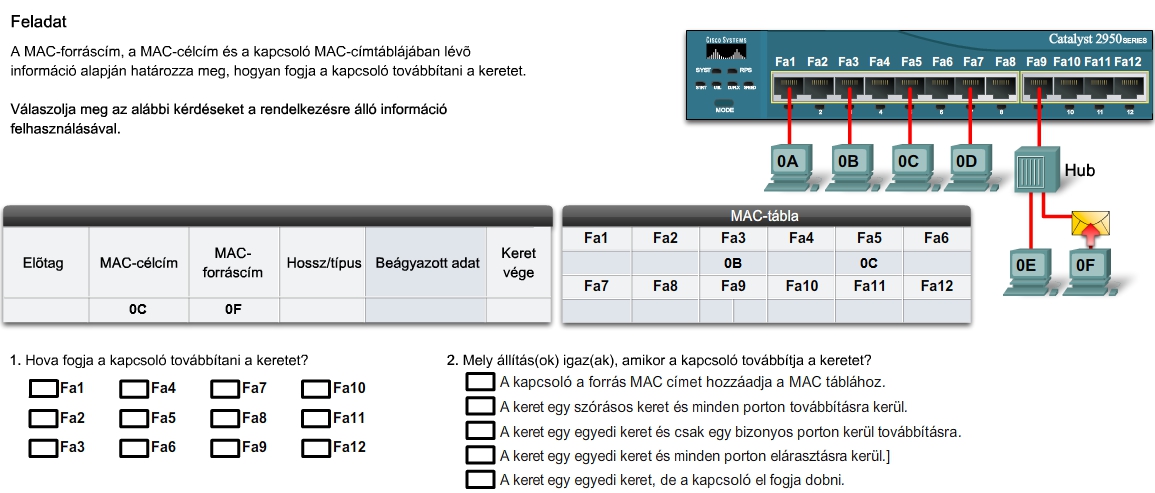 Feladat
A MAC-forráscím, a MAC-célcím és a kapcsoló MAC-címtáblájában lévõ
információ alapján határozza meg, hogyan fogja a kapcsoló továbbítani a keretet.
Válaszolja meg az alábbi kérdéseket a rendelkezésre álló információ
felhasználásával.
CISCO SYSTEMS
Catalyst 2950 SERIES
Fa1 Fa2 Fa3 Fa4 Fa5 Fa6 Fa7 Fa8 Fa9 Fa10 Fa11 Fa12
SYST RPS
STAT UTIL DUPLX SPEED
MODE
2 4 6 8 10 11 12
0A 0B 0C 0D
Hub
0E 0F
Elõtag MAC-célcím MAC-forráscím Hossz/típus Beágyazott adat Keret vége
0C 0F
MAC-tábla
Fa1 Fa2 Fa3 Fa4 Fa5 Fa6
0B 0C
Fa7 Fa8 Fa9 Fa10 Fa11 Fa12
1. Hova fogja a kapcsoló továbbítani a keretet?
Fa1 Fa4 Fa7 Fa10
Fa2 Fa5 Fa8 Fa11
Fa3 Fa6 Fa9 Fa12
2. Mely állítás(ok) igaz(ak), amikor a kapcsoló továbbítja a keretet?
A kapcsoló a forrás MAC címet hozzáadja a MAC táblához.
A keret egy szórásos keret és minden porton továbbításra kerül.
A keret egy egyedi keret és csak egy bizonyos porton kerül továbbításra.
A keret egy egyedi keret és minden porton elárasztásra kerül.]
A keret egy egyedi keret, de a kapcsoló el fogja dobni.